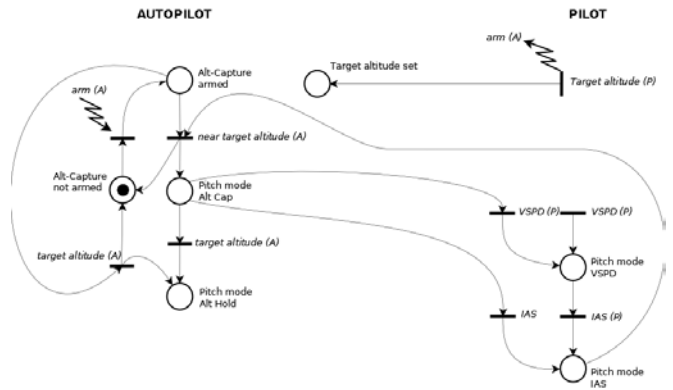 AUTOPILOT
PILOT
arm (A)
Target altitude set
Target altitude (P)
Alt-Capture
armed
arm (A)
near target altitude (A)
Alt-Capture
not armed
Pitch mode
Alt Cap
VSPD (P)
VSPD (P)
target altitude (A)
target altitude (A)
Pitch mode
VSPD
Pitch mode
Alt Hold
IAS
IAS (P)
Pitch mode
IAS